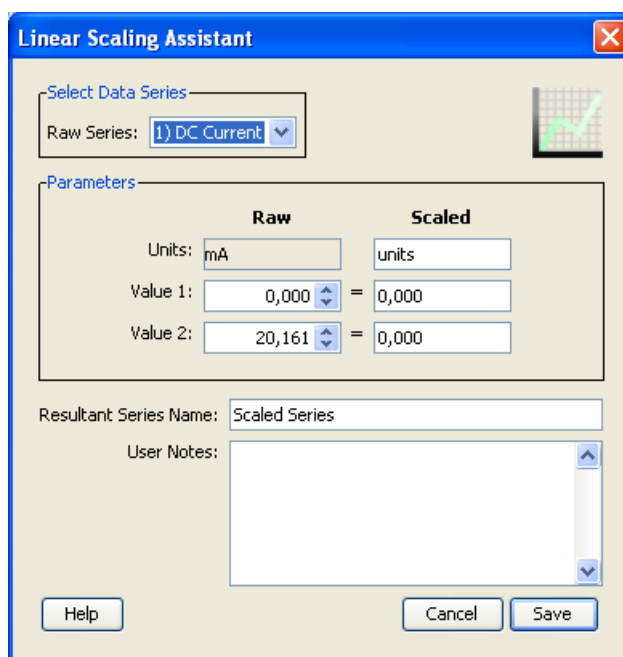 Linear Scaling Assistant
Select Data Series
Raw Series: 1) DC Current
Parameters
Raw Scaled
Units: mA units
Value 1: 0,000 = 0,000
Value 2: 20,161 = 0,000
Resultant Series Name: Scaled Series
User Notes:
Help Cancel Save